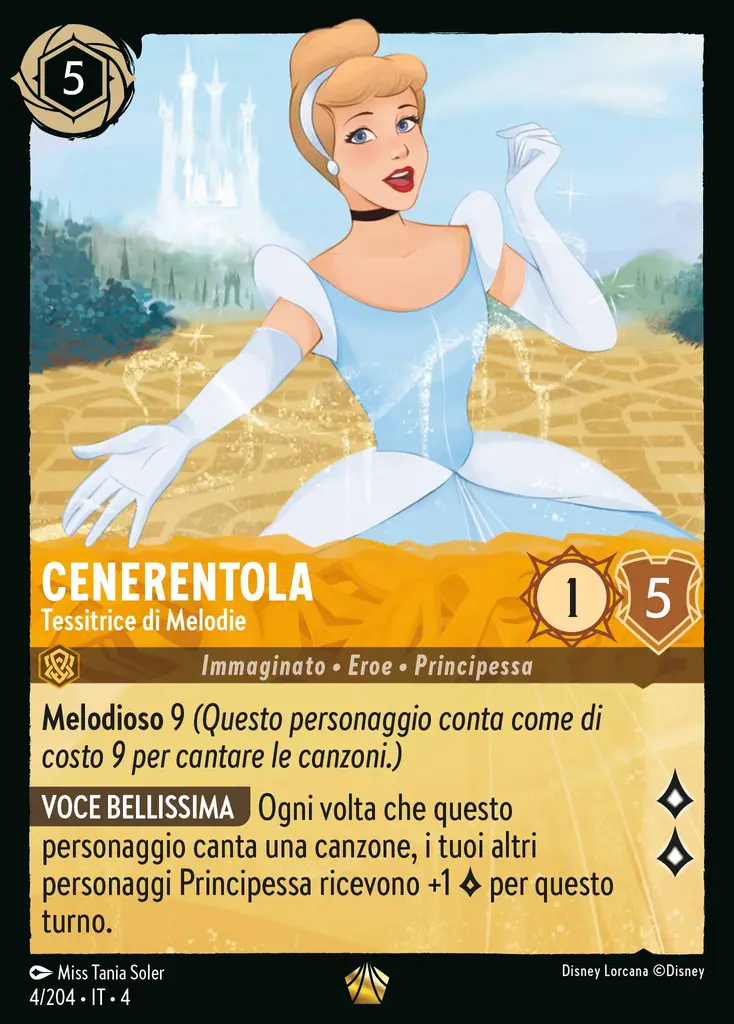 5
CENERENTOLA
Tessitrice di Melodie
1
5
Immaginato • Eroe • Principessa
Melodioso 9 (Questo personaggio conta come di
costo 9 per cantare le canzoni.)
VOCE BELLISSIMA Ogni volta che questo
personaggio canta una canzone, i tuoi altri
personaggi Principessa ricevono +1 per questo
turno.
Miss Tania Soler
Disney Lorcana ©Disney
4/204 • IT • 4